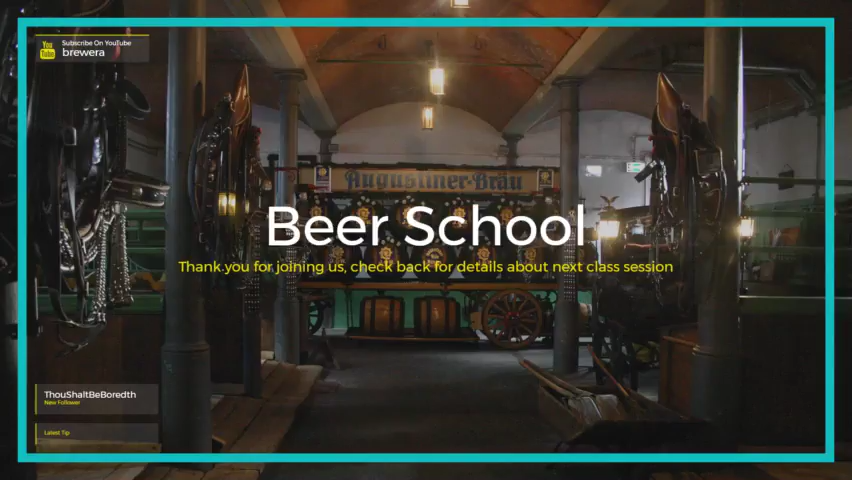 You
Tube
Subscribe On YouTube
brewera
Augustiner-Bräu
Beer School
Thank you for joining us, check back for details about next class session
ThouShaltBeBoredth
New Follower
Latest Tip